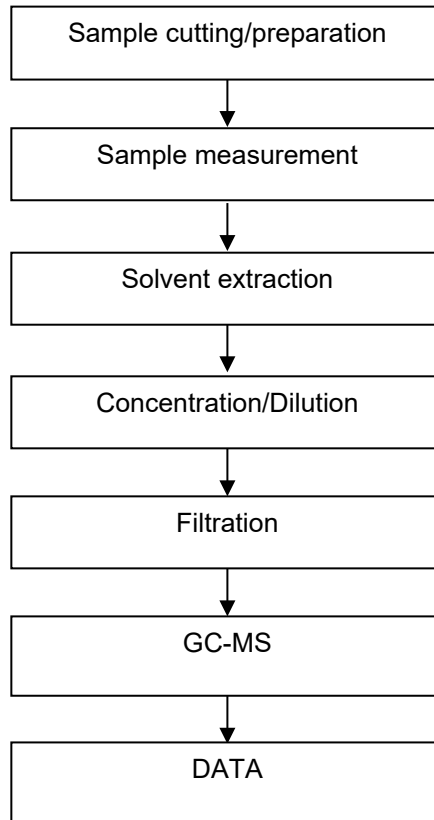 Sample cutting/preparation
Sample measurement
Solvent extraction
Concentration/Dilution
Filtration
GC-MS
DATA